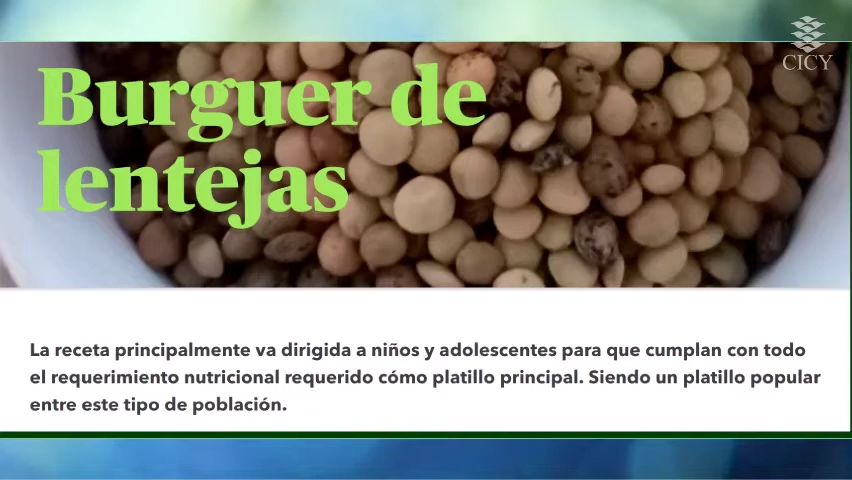 CICY
Burguer de
lentejas
La receta principalmente va dirigida a niños y adolescentes para que cumplan con todo
el requerimiento nutricional requerido cómo platillo principal. Siendo un platillo popular
entre este tipo de población.